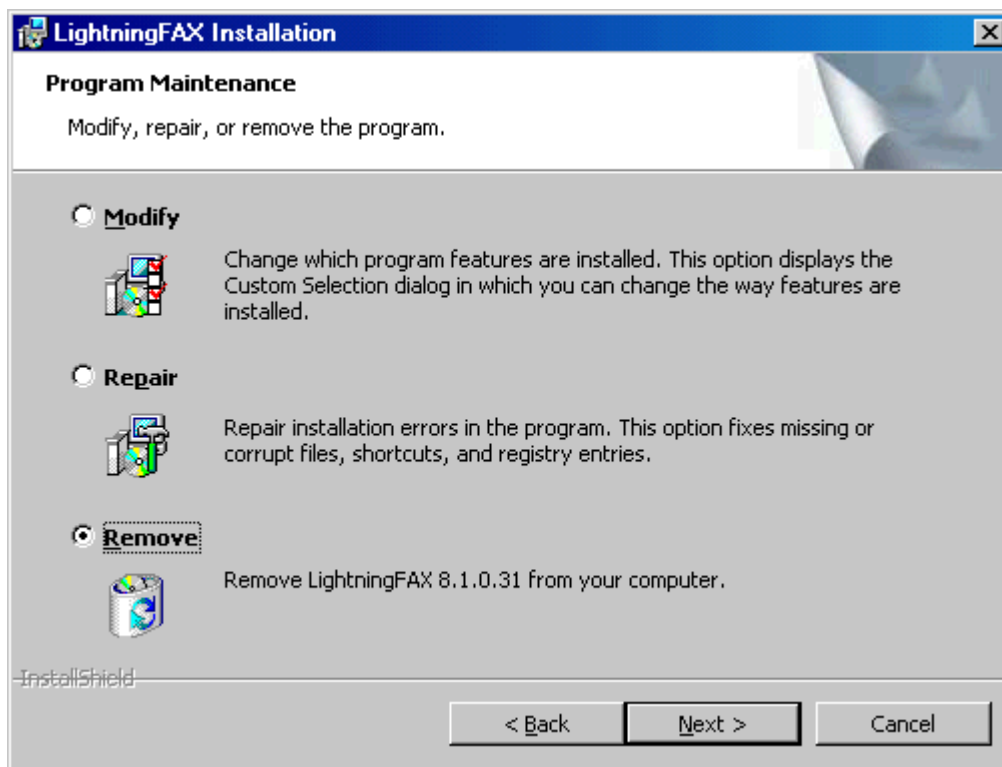 LightningFAX Installation
Program Maintenance
Modify, repair, or remove the program.
Modify
Change which program features are installed. This option displays the
Custom Selection dialog in which you can change the way features are
installed.
Repair
Repair installation errors in the program. This option fixes missing or
corrupt files, shortcuts, and registry entries.
Remove
Remove LightningFAX 8.1.0.31 from your computer.
InstallShield
< Back
Next >
Cancel